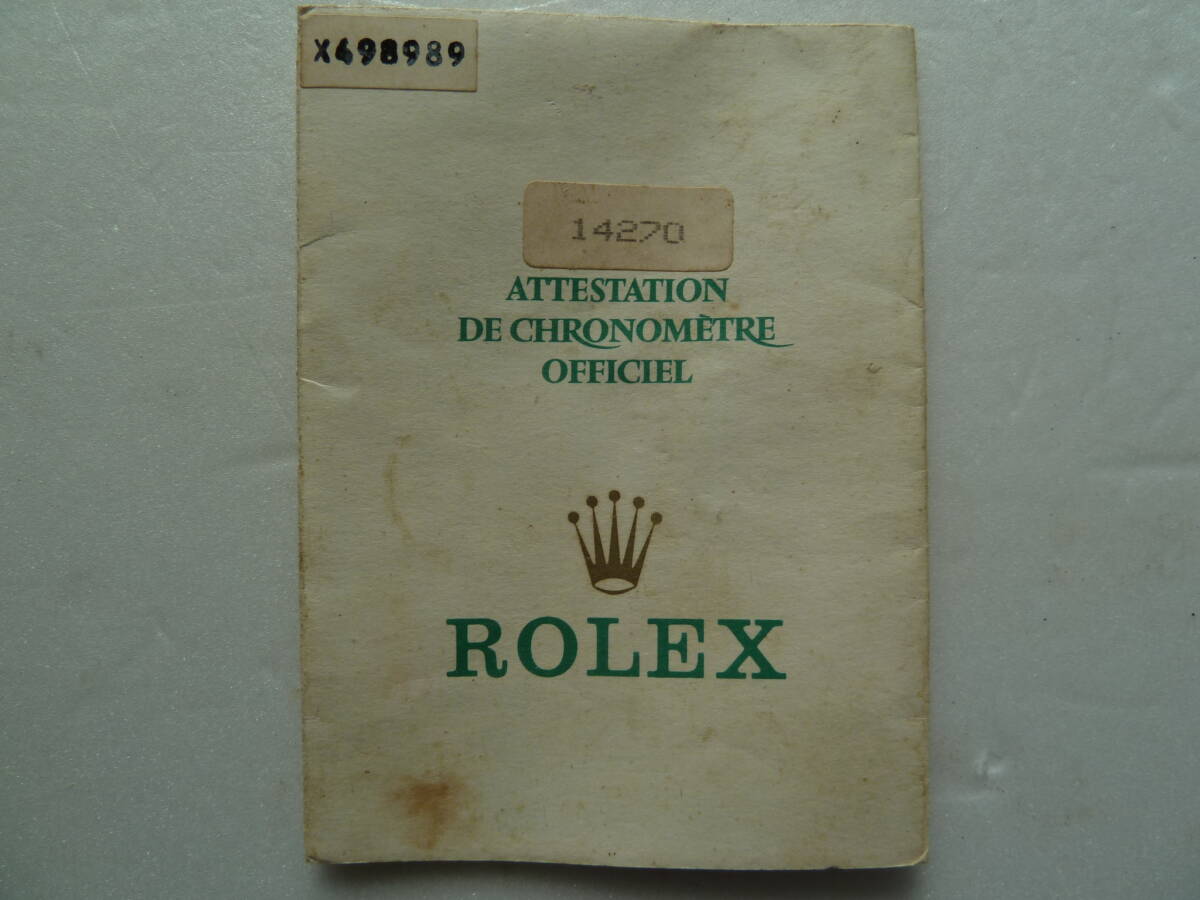 X498989
14270
ATTESTATION
DE CHRONOMÈTRE
OFFICIEL
ROLEX